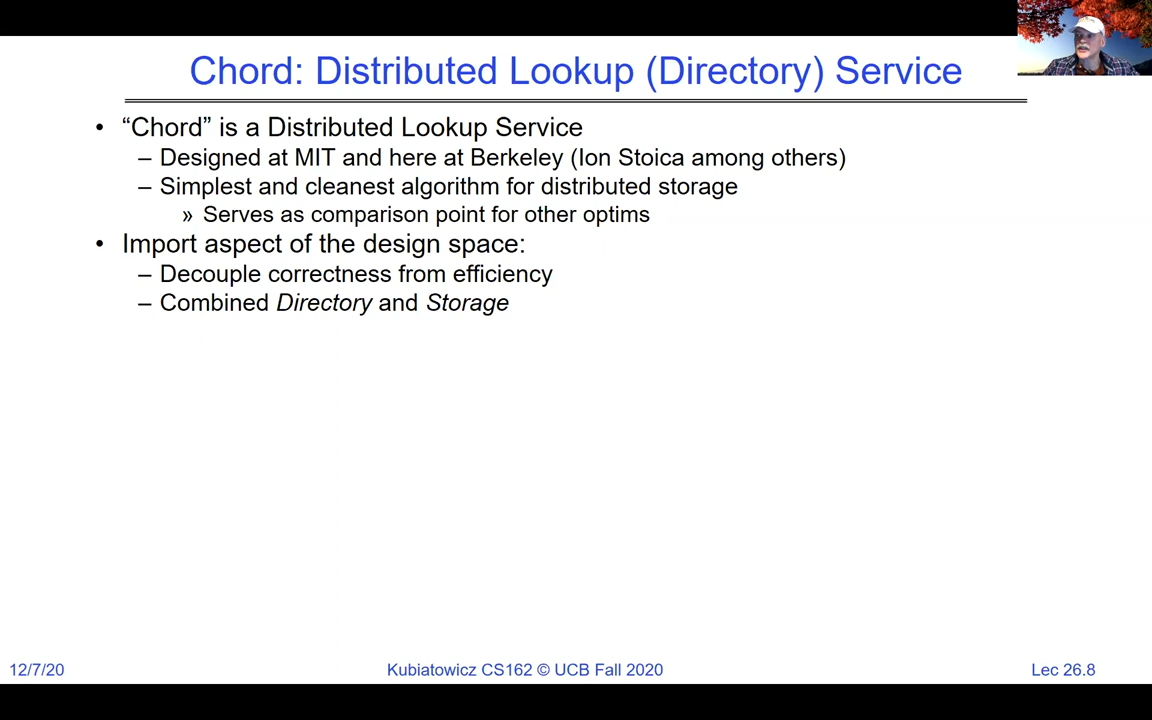 Chord: Distributed Lookup (Directory) Service
• “Chord” is a Distributed Lookup Service
– Designed at MIT and here at Berkeley (Ion Stoica among others)
– Simplest and cleanest algorithm for distributed storage
» Serves as comparison point for other optims
• Import aspect of the design space:
– Decouple correctness from efficiency
– Combined Directory and Storage
12/7/20
Kubiatowicz CS162 © UCB Fall 2020
Lec 26.8